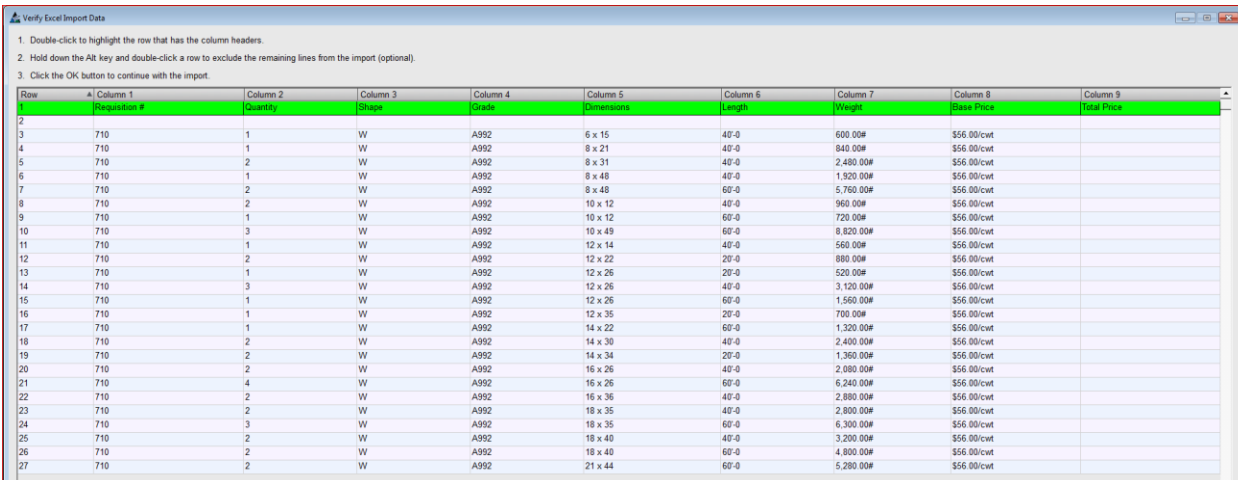 Verify Excel Import Data
1. Double-click to highlight the row that has the column headers.
2. Hold down the Alt key and double-click a row to exclude the remaining lines from the import (optional).
3. Click the OK button to continue with the import.
Row Column 1 Column 2 Column 3 Column 4 Column 5 Column 6 Column 7 Column 8 Column 9
1 Requisition # Quantity Shape Grade Dimensions Length Weight Base Price Total Price
2
3 710 1 W A992 6 x 15 40'-0 600.00# $56.00/cwt
4 710 1 W A992 8 x 21 40'-0 840.00# $56.00/cwt
5 710 2 W A992 8 x 31 40'-0 2,480.00# $56.00/cwt
6 710 1 W A992 8 x 48 40'-0 1,920.00# $56.00/cwt
7 710 2 W A992 8 x 48 60'-0 5,760.00# $56.00/cwt
8 710 2 W A992 10 x 12 40'-0 960.00# $56.00/cwt
9 710 1 W A992 10 x 12 60'-0 720.00# $56.00/cwt
10 710 3 W A992 10 x 49 60'-0 8,820.00# $56.00/cwt
11 710 1 W A992 12 x 14 40'-0 560.00# $56.00/cwt
12 710 2 W A992 12 x 22 20'-0 880.00# $56.00/cwt
13 710 1 W A992 12 x 26 20'-0 520.00# $56.00/cwt
14 710 3 W A992 12 x 26 40'-0 3,120.00# $56.00/cwt
15 710 1 W A992 12 x 26 60'-0 1,560.00# $56.00/cwt
16 710 1 W A992 12 x 35 20'-0 700.00# $56.00/cwt
17 710 1 W A992 14 x 22 60'-0 1,320.00# $56.00/cwt
18 710 2 W A992 14 x 30 40'-0 2,400.00# $56.00/cwt
19 710 2 W A992 14 x 34 20'-0 1,360.00# $56.00/cwt
20 710 2 W A992 16 x 26 40'-0 2,080.00# $56.00/cwt
21 710 4 W A992 16 x 26 60'-0 6,240.00# $56.00/cwt
22 710 2 W A992 16 x 36 40'-0 2,880.00# $56.00/cwt
23 710 2 W A992 18 x 35 40'-0 2,800.00# $56.00/cwt
24 710 3 W A992 18 x 35 60'-0 6,300.00# $56.00/cwt
25 710 2 W A992 18 x 40 40'-0 3,200.00# $56.00/cwt
26 710 2 W A992 18 x 40 60'-0 4,800.00# $56.00/cwt
27 710 2 W A992 21 x 44 60'-0 5,280.00# $56.00/cwt